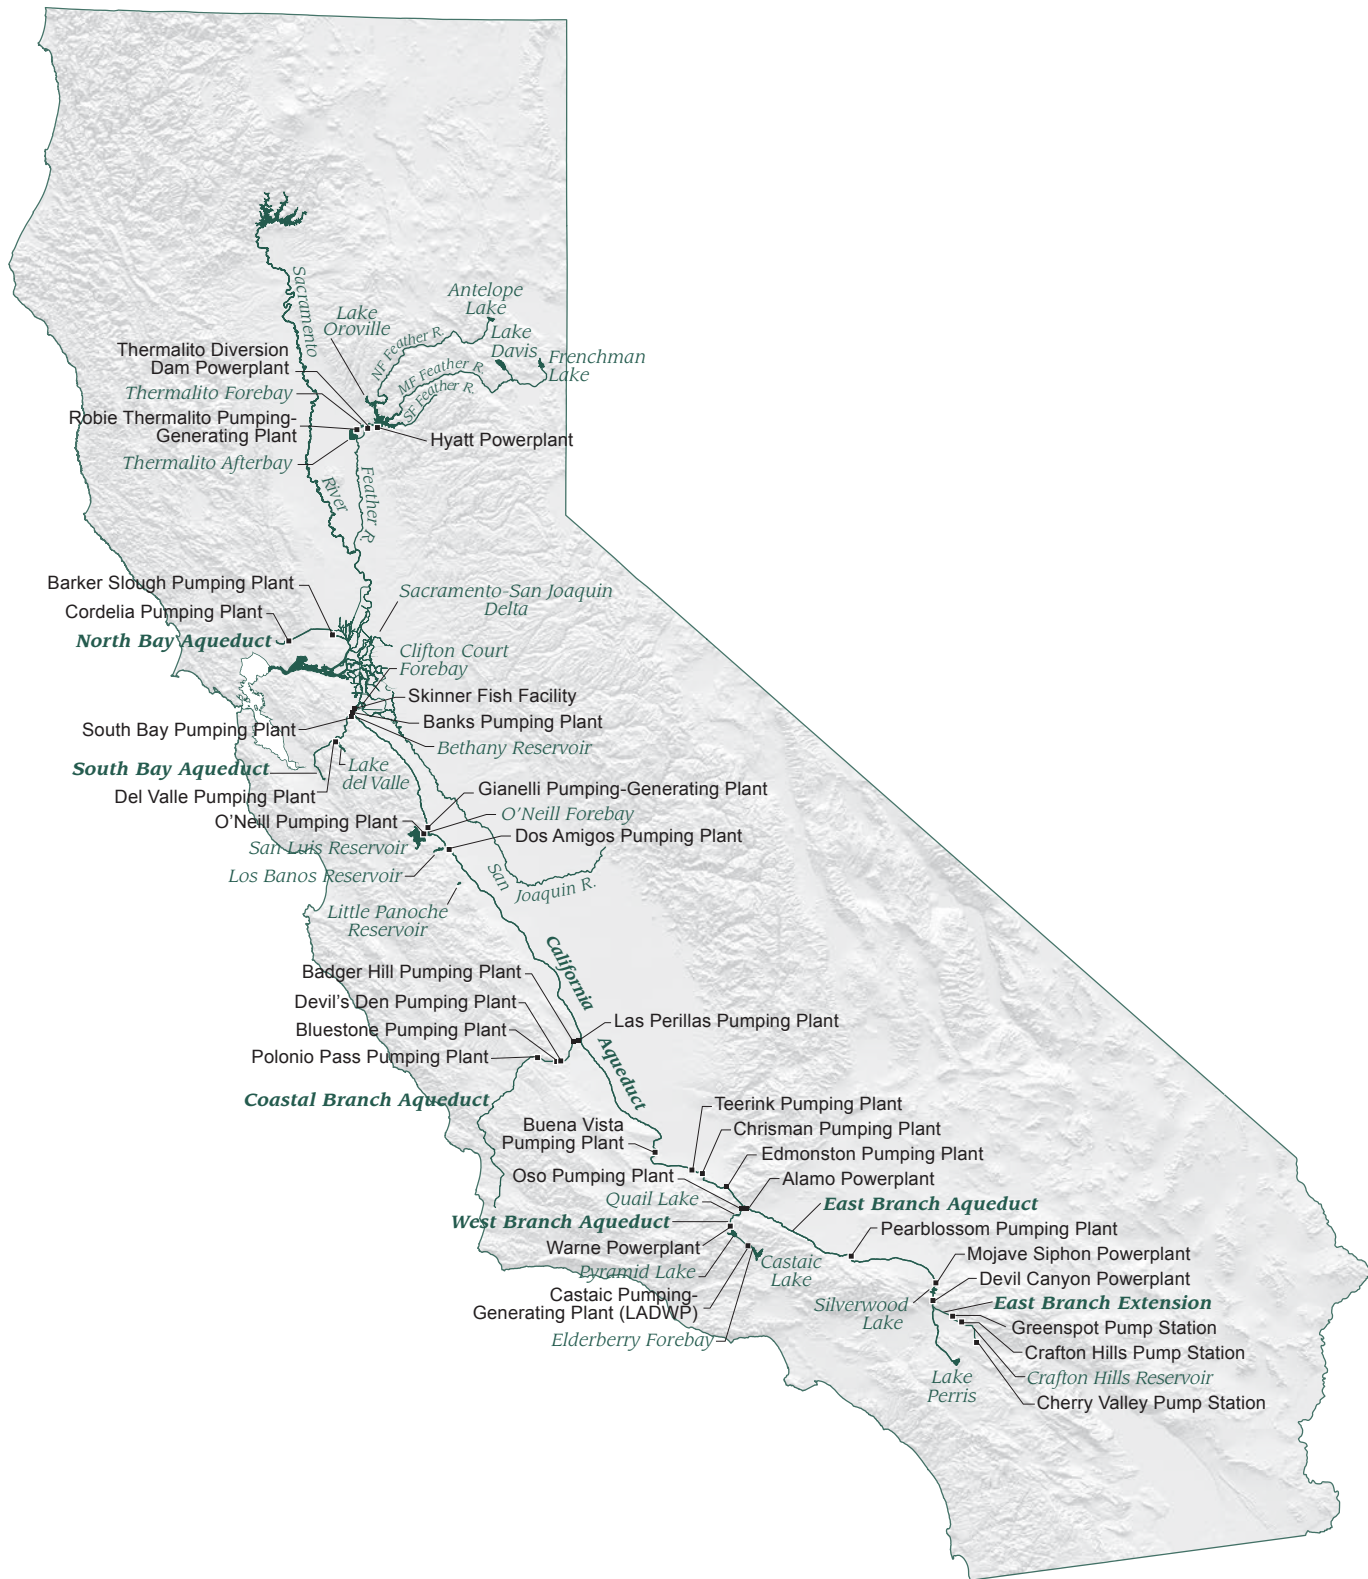 Sacramento
River
Antelope
Lake
Lake
Oroville
Lake
Davis
NF Feather R.
MF Feather R
SF Feather R.
Frenchman
Lake
Thermalito Diversion
Dam Powerplant
Thermalito Forebay
Robie Thermalito Pumping-
Generating Plant
Hyatt Powerplant
Thermalito Afterbay
Feather R.
Barker Slough Pumping Plant
Sacramento-San Joaquin
Delta
Cordelia Pumping Plant
North Bay Aqueduct
Clifton Court
Forebay
Skinner Fish Facility
Banks Pumping Plant
South Bay Pumping Plant
Bethany Reservoir
South Bay Aqueduct
Lake
del Valle
Del Valle Pumping Plant
Gianelli Pumping-Generating Plant
O'Neill Forebay
O'Neill Pumping Plant
Dos Amigos Pumping Plant
San Luis Reservoir
Los Banos Reservoir
San
Joaquin R.
Little Panoche
Reservoir
California
Aqueduct
Badger Hill Pumping Plant
Devil's Den Pumping Plant
Las Perillas Pumping Plant
Bluestone Pumping Plant
Polonio Pass Pumping Plant
Coastal Branch Aqueduct
Teerink Pumping Plant
Buena Vista
Pumping Plant
Chrisman Pumping Plant
Edmonston Pumping Plant
Oso Pumping Plant
Alamo Powerplant
Quail Lake
East Branch Aqueduct
West Branch Aqueduct
Pearblossom Pumping Plant
Warne Powerplant
Mojave Siphon Powerplant
Pyramid Lake
Castaic
Lake
Devil Canyon Powerplant
Castaic Pumping-
Generating Plant (LADWP)
Silverwood
Lake
East Branch Extension
Greenspot Pump Station
Elderberry Forebay
Crafton Hills Pump Station
Lake
Perris
Crafton Hills Reservoir
Cherry Valley Pump Station